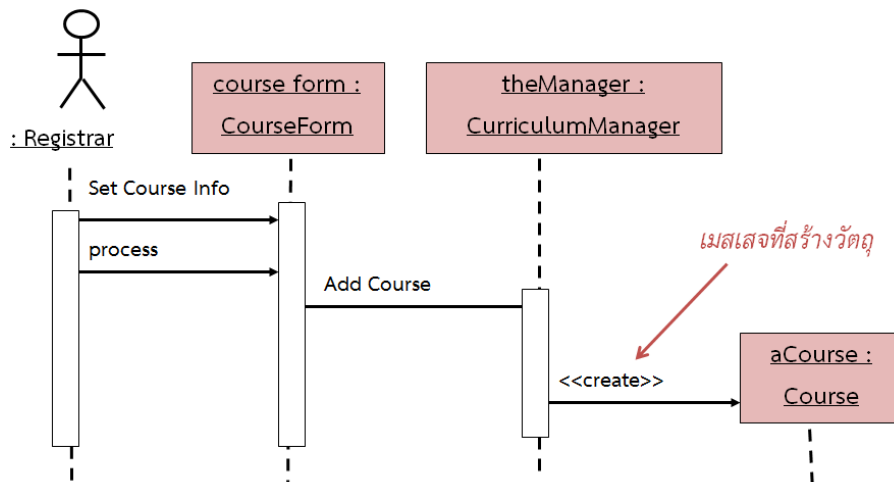 course form :
CourseForm
theManager :
CurriculumManager
: Registrar
Set Course Info
process
เมสเสจที่สร้างวัตถุ
Add Course
<<create>>
aCourse :
Course